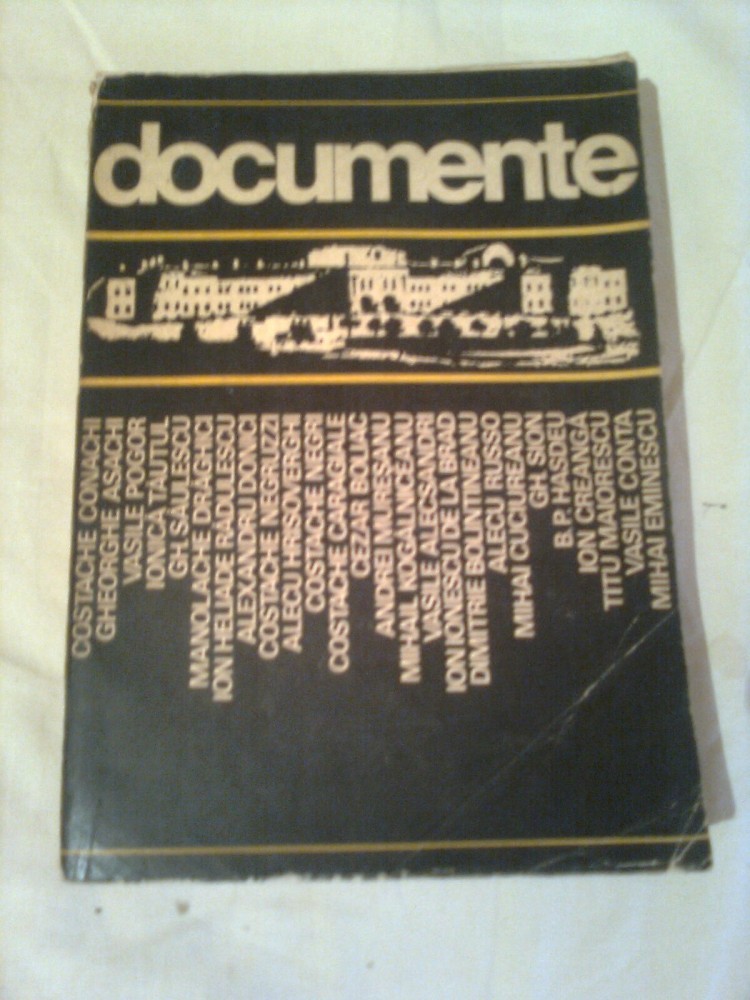 documente
COSTACHE CONACHI
GHEORGHE ASACHI
VASILE POGOR
IONICĂ TĂUTUL
GH. SĂULESCU
MANOLACHE DRĂGHICI
ION HELIADE RĂDULESCU
ALEXANDRU DONICI
COSTACHE NEGRUZZI
ALECU HRISOVERGHI
COSTACHE NEGRI
COSTACHE CARAGIALE
CEZAR BOLIAC
ANDREI MUREȘANU
MIHAIL KOGĂLNICEANU
VASILE ALECSANDRI
ION IONESCU DE LA BRAD
DIMITRIE BOLINTINEANU
ALECU RUSSO
MIHAI CUCIUREANU
GH. SION
B.P. HASDEU
ION CREANGĂ
TITU MAIORESCU
VASILE CONTA
MIHAI EMINESCU